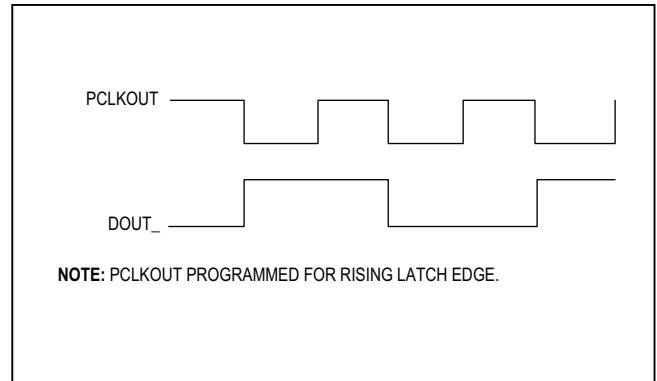 PCLKOUT
DOUT_
NOTE: PCLKOUT PROGRAMMED FOR RISING LATCH EDGE.